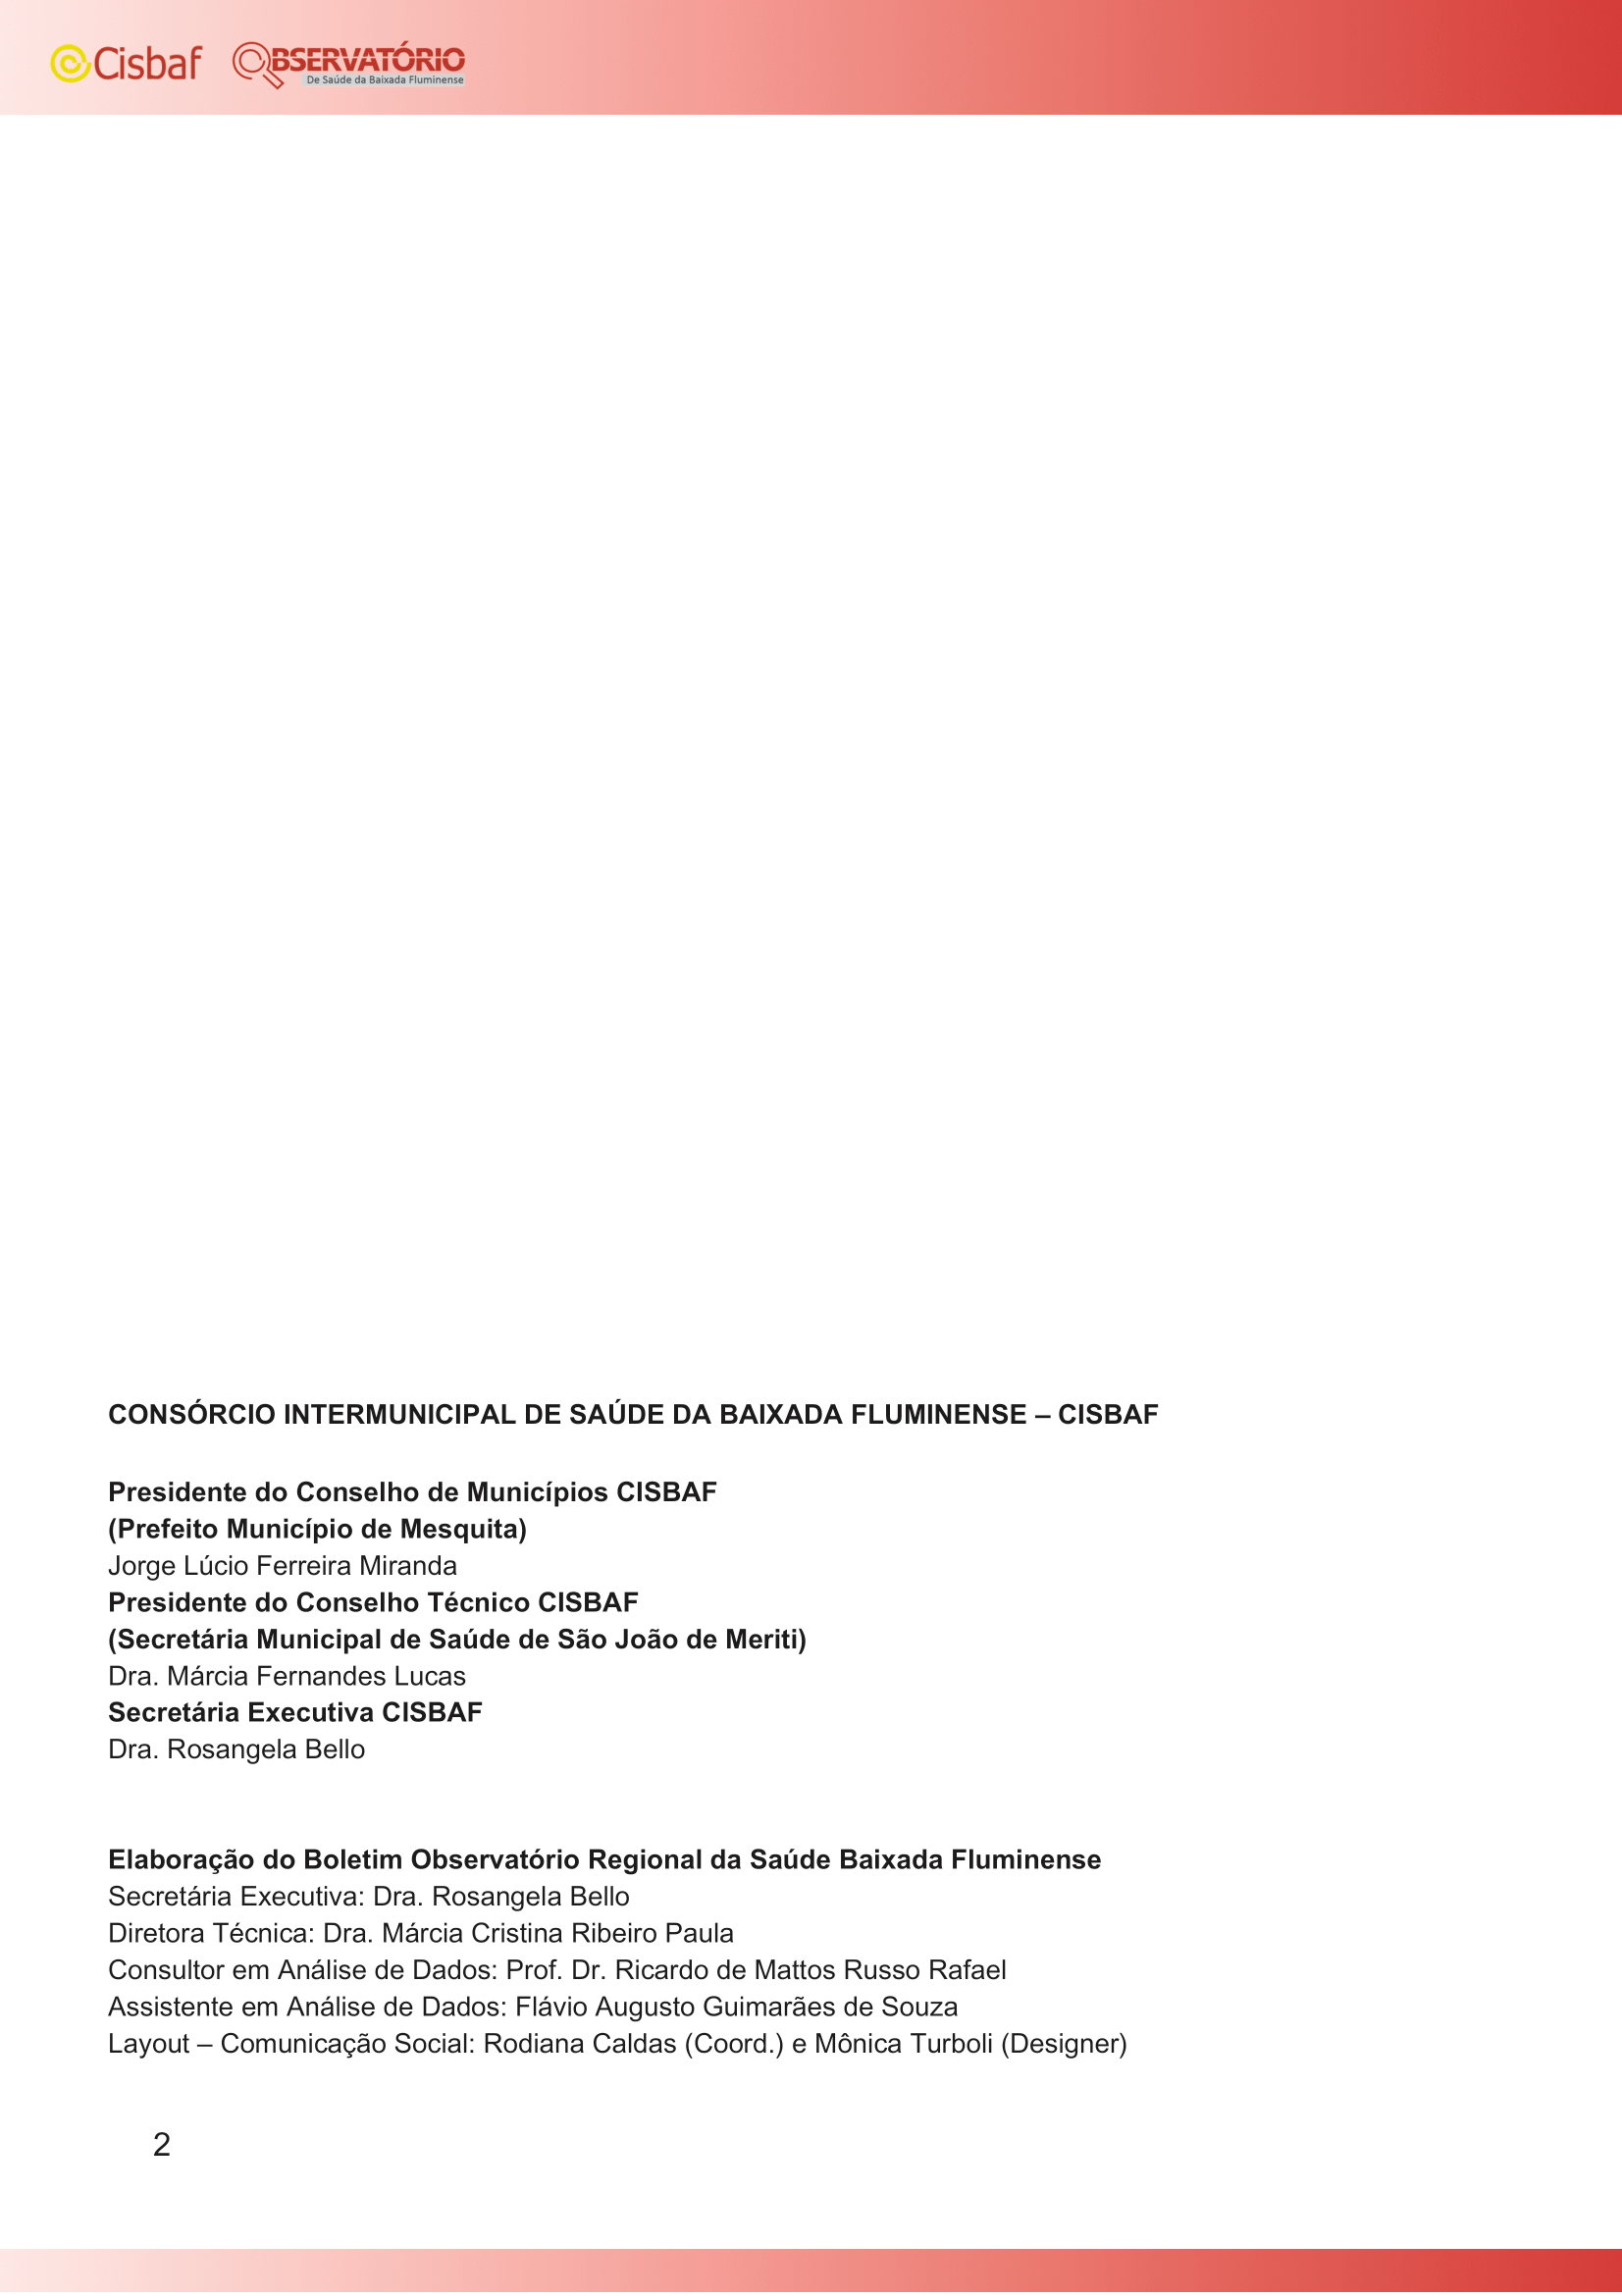 Cisbaf
OBSERVATÓRIO
De Saúde da Baixada Fluminense
CONSÓRCIO INTERMUNICIPAL DE SAÚDE DA BAIXADA FLUMINENSE – CISBAF
Presidente do Conselho de Municípios CISBAF
(Prefeito Município de Mesquita)
Jorge Lúcio Ferreira Miranda
Presidente do Conselho Técnico CISBAF
(Secretária Municipal de Saúde de São João de Meriti)
Dra. Márcia Fernandes Lucas
Secretária Executiva CISBAF
Dra. Rosangela Bello
Elaboração do Boletim Observatório Regional da Saúde Baixada Fluminense
Secretária Executiva: Dra. Rosangela Bello
Diretora Técnica: Dra. Márcia Cristina Ribeiro Paula
Consultor em Análise de Dados: Prof. Dr. Ricardo de Mattos Russo Rafael
Assistente em Análise de Dados: Flávio Augusto Guimarães de Souza
Layout – Comunicação Social: Rodiana Caldas (Coord.) e Mônica Turboli (Designer)
2